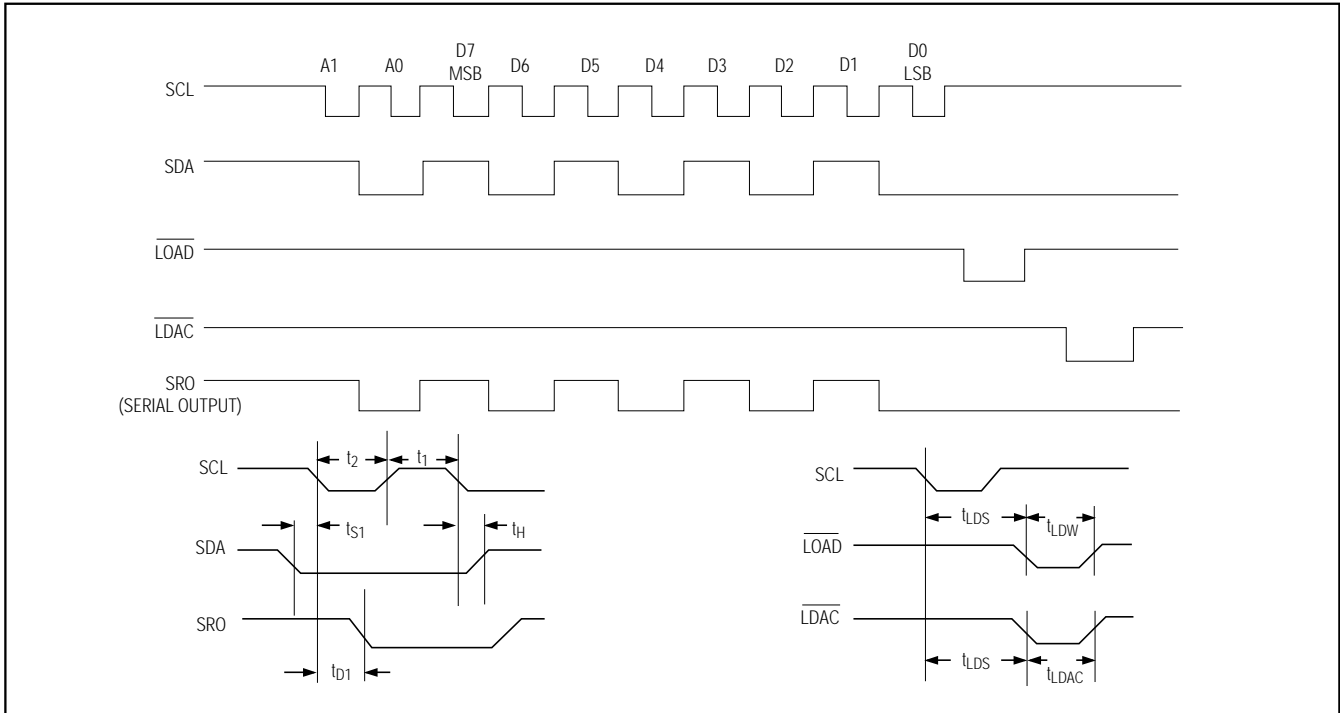 A1 A0 D7 MSB D6 D5 D4 D3 D2 D1 D0 LSB
SCL
SDA
LOAD
LDAC
SRO
(SERIAL OUTPUT)
SCL t2 t1
tS1 tH
SDA
SRO
tD1
SCL
tLDS tLDW
LOAD
LDAC
tLDS tLDAC